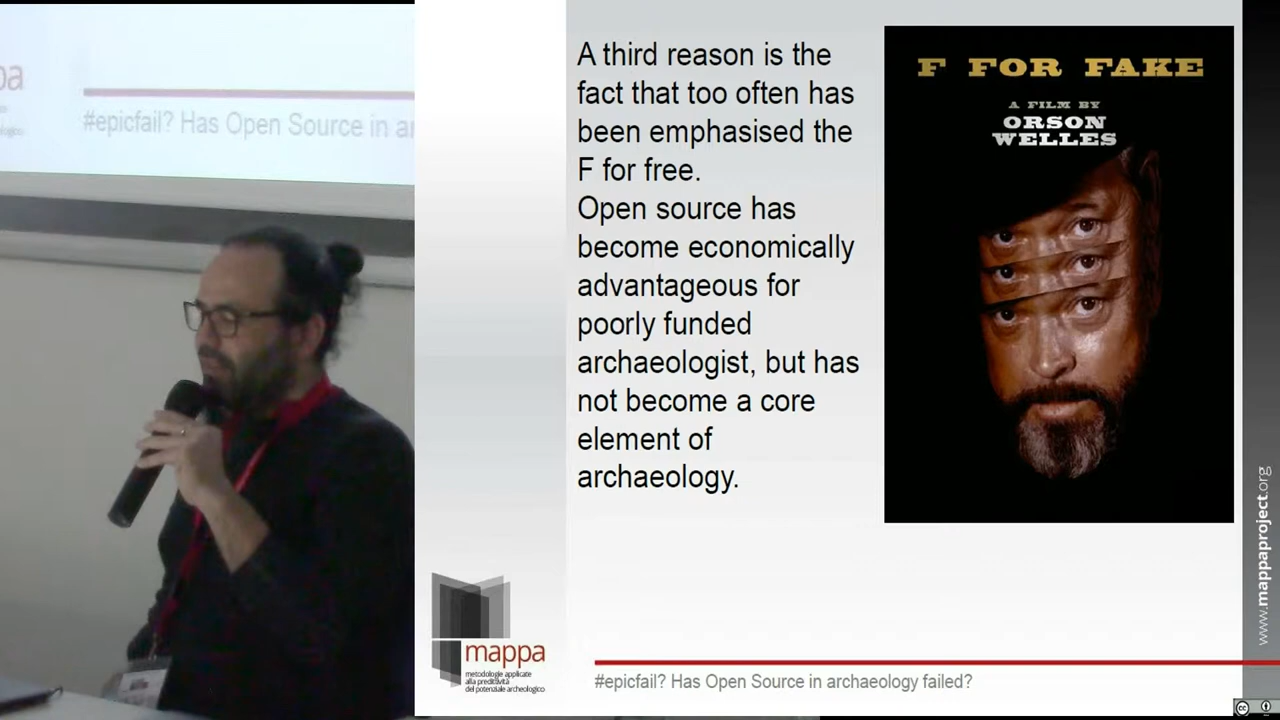 pa
ologico
#epicfail? Has Open Source in ar
A third reason is the
fact that too often has
been emphasised the
F for free.
Open source has
become economically
advantageous for
poorly funded
archaeologist, but has
not become a core
element of
archaeology.
F FOR FAKE
A FILM BY
ORSON
WELLES
www.mappaproject.org
mappa
metodologie applicate
alla predittività
del potenziale archeologico
#epicfail? Has Open Source in archaeology failed?
cc